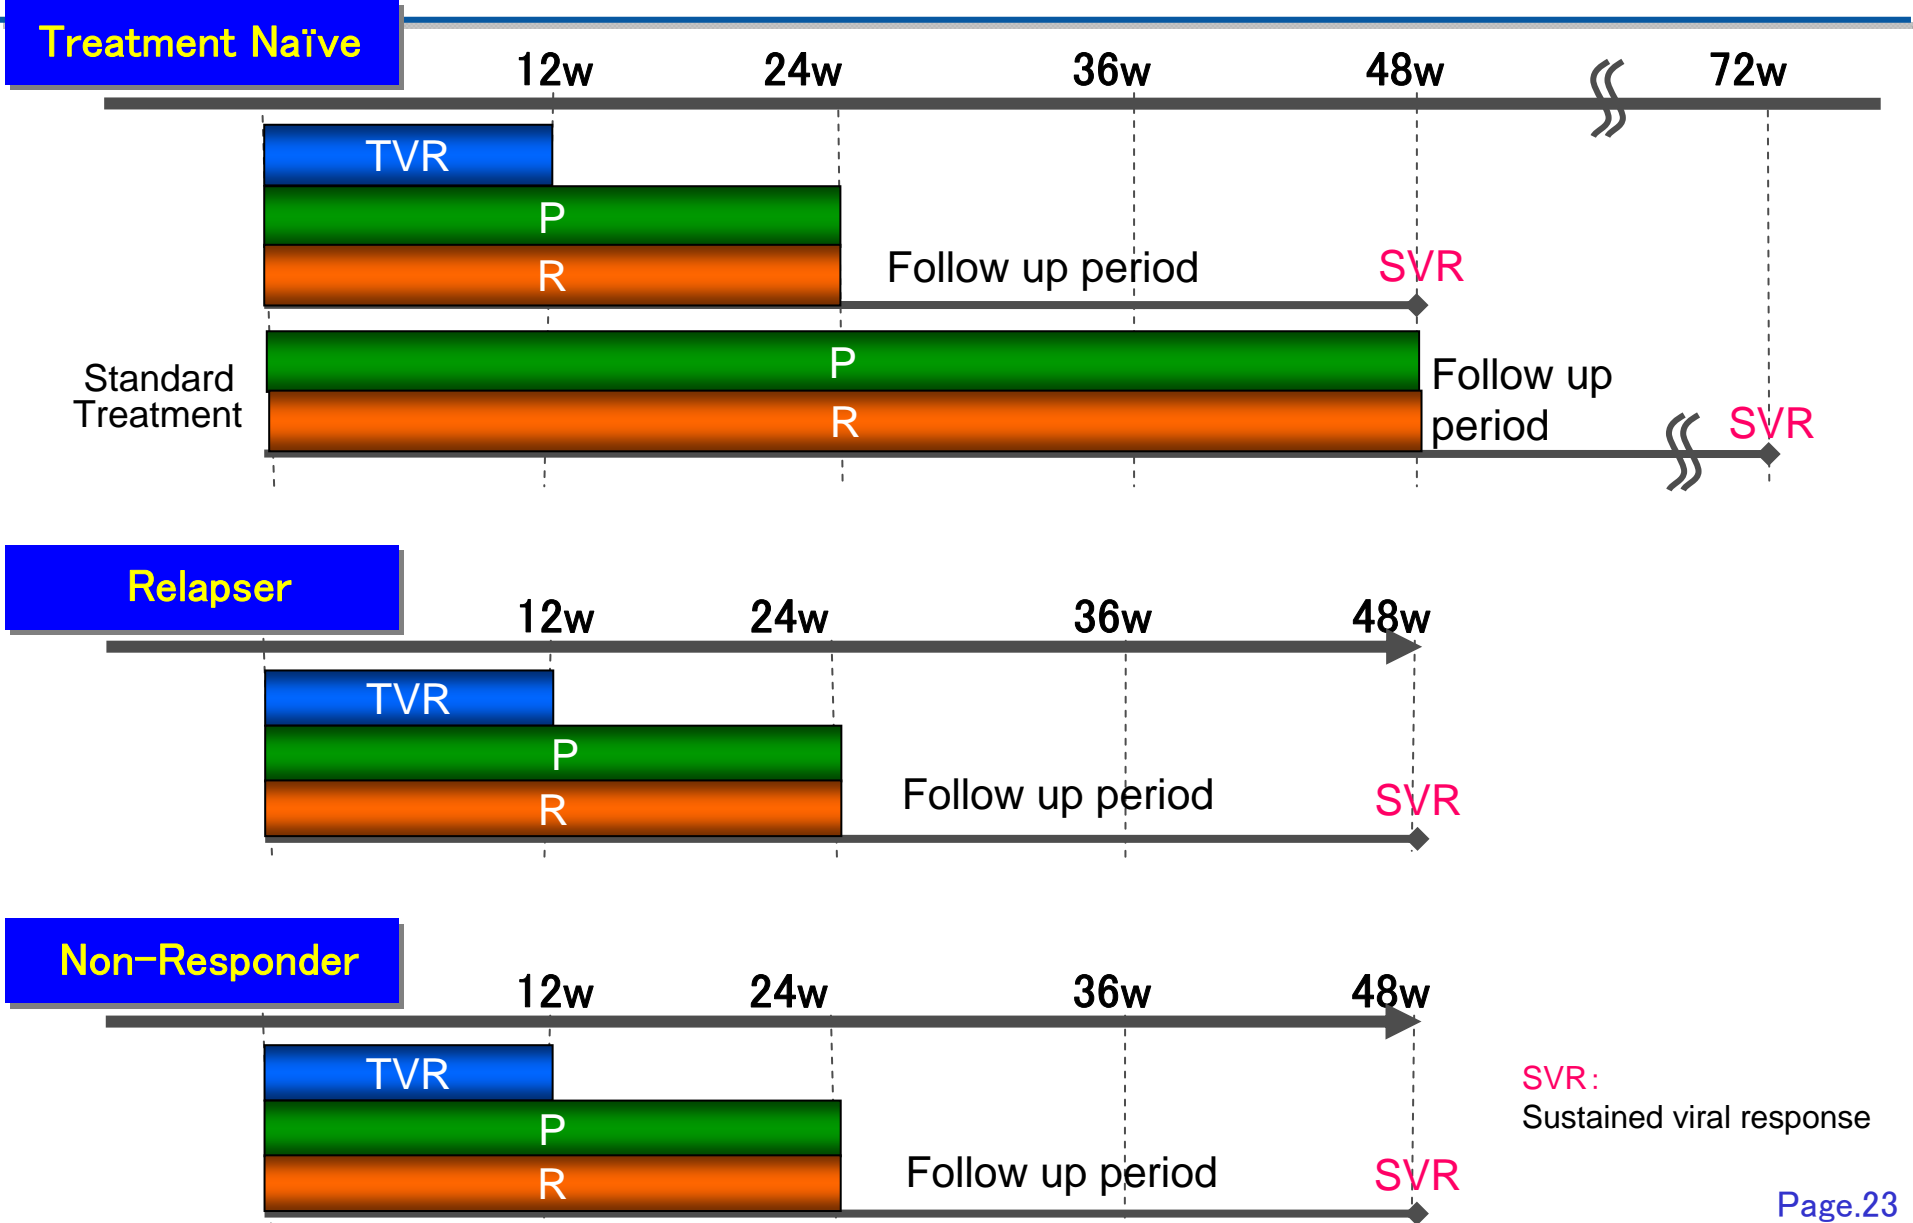 Treatment Naïve
12w 24w 36w 48w 72w
TVR
P
R
Follow up period
SVR
Standard
Treatment
P
R
Follow up
period
SVR
Relapser
12w 24w 36w 48w
TVR
P
R
Follow up period
SVR
Non-Responder
12w 24w 36w 48w
TVR
P
R
Follow up period
SVR
SVR:
Sustained viral response
Page.23